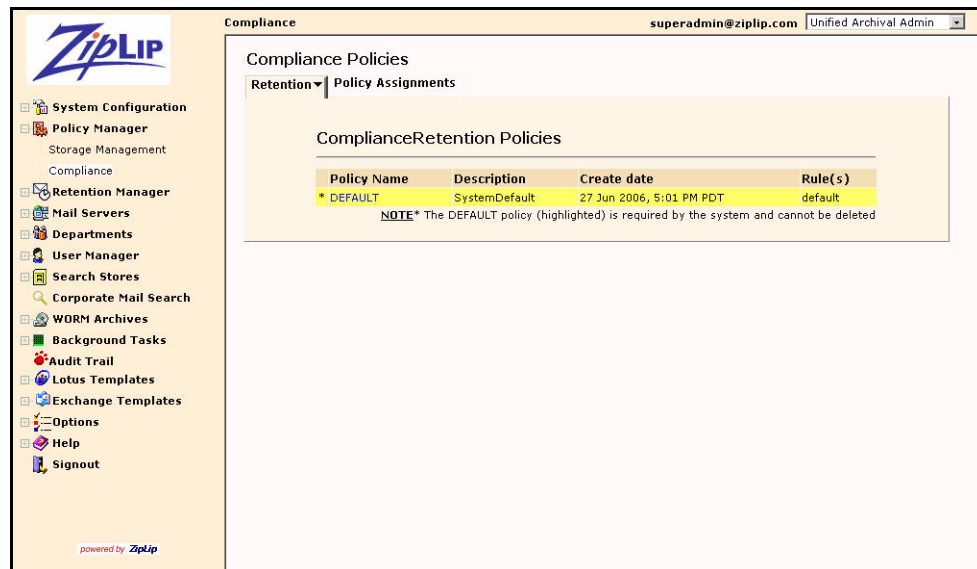 ZipLip
Compliance
superadmin@ziplip.com Unified Archival Admin
Compliance Policies
Retention Policy Assignments
System Configuration
Policy Manager
Storage Management
Compliance
Retention Manager
Mail Servers
Departments
User Manager
Search Stores
Corporate Mail Search
WORM Archives
Background Tasks
Audit Trail
Lotus Templates
Exchange Templates
Options
Help
Signout
powered by ZipLip
ComplianceRetention Policies
Policy Name Description Create date Rule(s)
* DEFAULT SystemDefault 27 Jun 2006, 5:01 PM PDT default
NOTE* The DEFAULT policy (highlighted) is required by the system and cannot be deleted